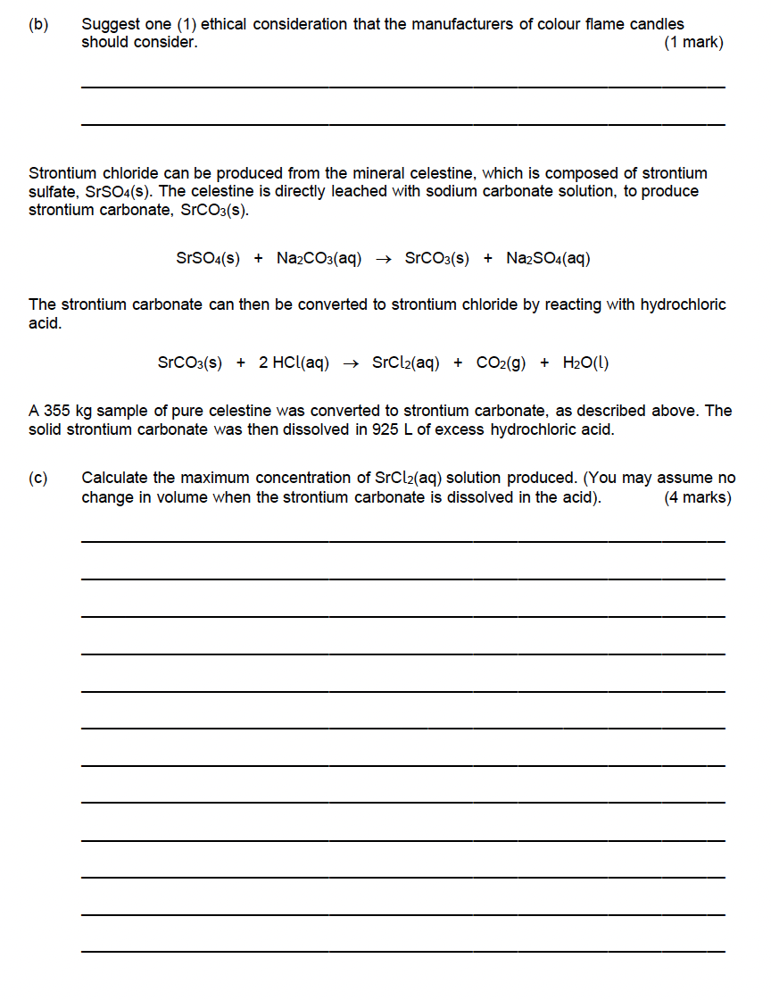 (b) Suggest one (1) ethical consideration that the manufacturers of colour flame candles
should consider. (1 mark)
Strontium chloride can be produced from the mineral celestine, which is composed of strontium
sulfate, SrSO4(s). The celestine is directly leached with sodium carbonate solution, to produce
strontium carbonate, SrCO3(s).
SrSO4(s) + Na2CO3(aq) → SrCO3(s) + Na2SO4(aq)
The strontium carbonate can then be converted to strontium chloride by reacting with hydrochloric
acid.
SrCO3(s) + 2 HCl(aq) → SrCl2(aq) + CO2(g) + H2O(l)
A 355 kg sample of pure celestine was converted to strontium carbonate, as described above. The
solid strontium carbonate was then dissolved in 925 L of excess hydrochloric acid.
(c) Calculate the maximum concentration of SrCl2(aq) solution produced. (You may assume no
change in volume when the strontium carbonate is dissolved in the acid). (4 marks)